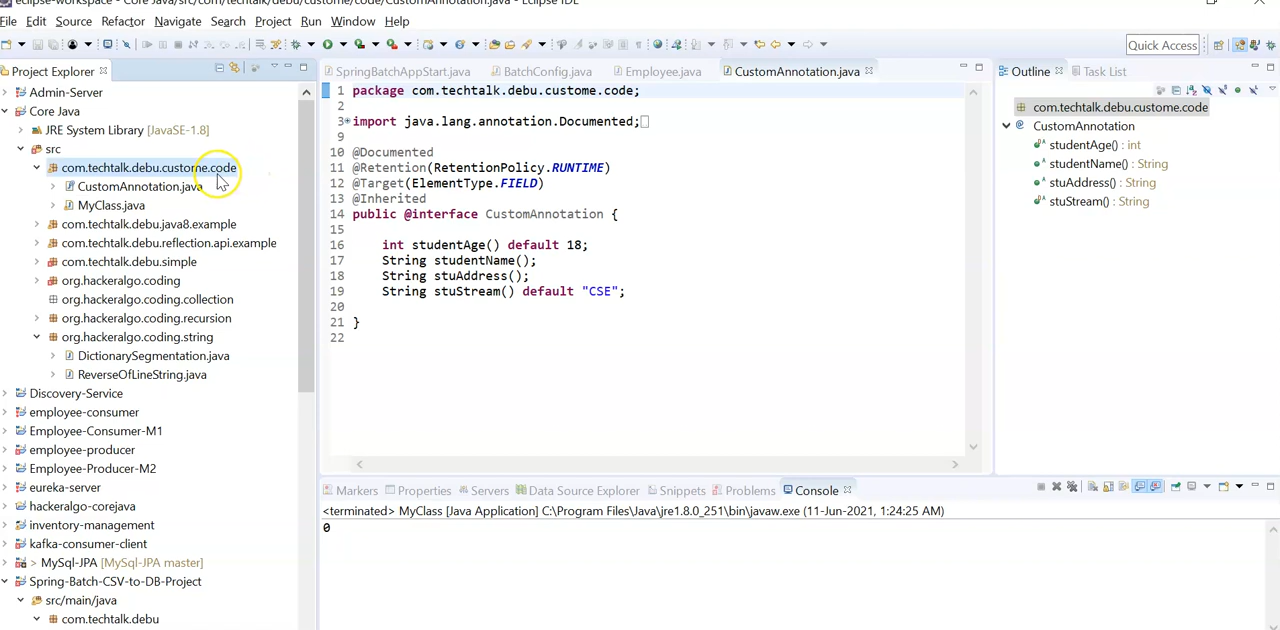 eclipse-workspace - Core Java/src/com/techtalk/debu/custome/code/CustomAnnotation.java - Eclipse IDE
File Edit Source Refactor Navigate Search Project Run Window Help
Quick Access
Project Explorer
Admin-Server
Core Java
JRE System Library [JavaSE-1.8]
src
com.techtalk.debu.custome.code
CustomAnnotation.java
MyClass.java
com.techtalk.debu.java8.example
com.techtalk.debu.reflection.api.example
com.techtalk.debu.simple
org.hackeralgo.coding
org.hackeralgo.coding.collection
org.hackeralgo.coding.recursion
org.hackeralgo.coding.string
DictionarySegmentation.java
ReverseOfLineString.java
Discovery-Service
employee-consumer
Employee-Consumer-M1
employee-producer
Employee-Producer-M2
eureka-server
hackeralgo-corejava
inventory-management
kafka-consumer-client
> MySql-JPA [MySql-JPA master]
Spring-Batch-CSV-to-DB-Project
src/main/java
com.techtalk.debu
SpringBatchAppStart.java BatchConfig.java Employee.java CustomAnnotation.java
1 package com.techtalk.debu.custome.code;
2
3 import java.lang.annotation.Documented;
9
10 @Documented
11 @Retention(RetentionPolicy.RUNTIME)
12 @Target(ElementType.FIELD)
13 @Inherited
14 public @interface CustomAnnotation {
15
16 int studentAge() default 18;
17 String studentName();
18 String stuAddress();
19 String stuStream() default "CSE";
20
21 }
22
Outline Task List
com.techtalk.debu.custome.code
CustomAnnotation
studentAge() : int
studentName() : String
stuAddress() : String
stuStream() : String
Markers Properties Servers Data Source Explorer Snippets Problems Console
<terminated> MyClass [Java Application] C:\Program Files\Java\jre1.8.0_251\bin\javaw.exe (11-Jun-2021, 1:24:25 AM)
0